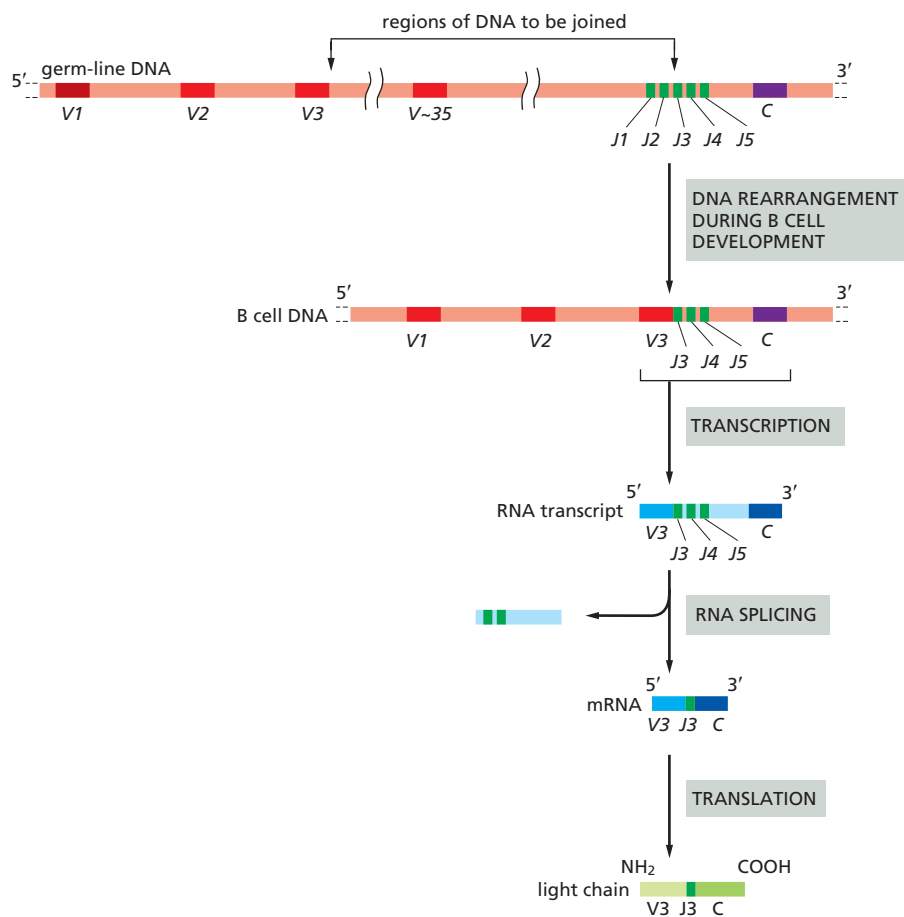 regions of DNA to be joined
germ-line DNA
5′ 3′
V1 V2 V3 V~35 C
J1 J2 J3 J4 J5
DNA REARRANGEMENT
DURING B CELL
DEVELOPMENT
5′ 3′
B cell DNA
V1 V2 V3 C
J3 J4 J5
TRANSCRIPTION
5′ 3′
RNA transcript
V3 J3 J4 J5 C
RNA SPLICING
5′ 3′
mRNA
V3 J3 C
TRANSLATION
NH₂ COOH
light chain
V3 J3 C